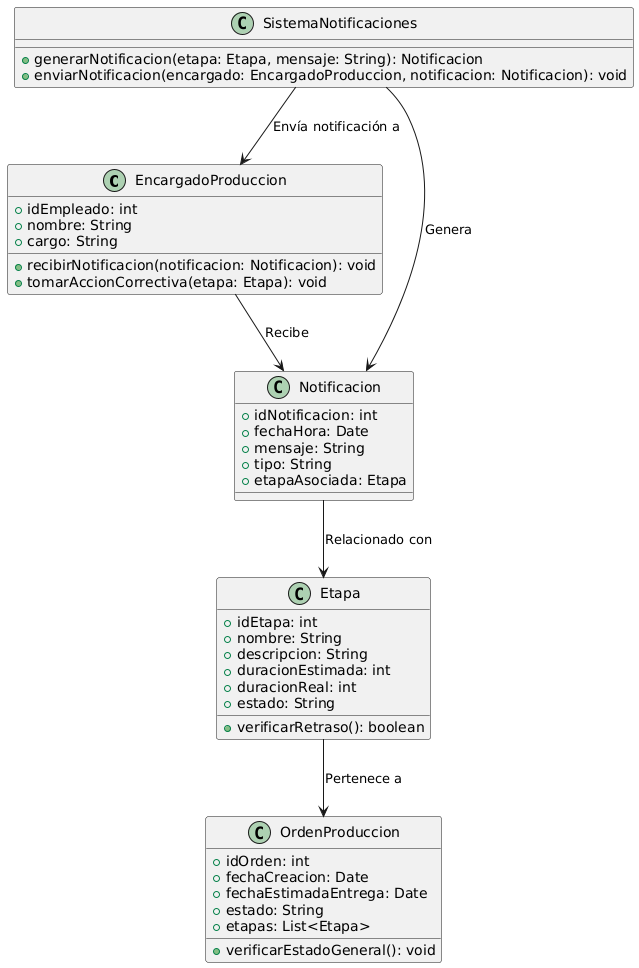 C SistemaNotificaciones
generarNotificacion(etapa: Etapa, mensaje: String): Notificacion
enviarNotificacion(encargado: EncargadoProduccion, notificacion: Notificacion): void
Envía notificación a
C EncargadoProduccion
idEmpleado: int
nombre: String
cargo: String
recibirNotificacion(notificacion: Notificacion): void
tomarAccionCorrectiva(etapa: Etapa): void
Genera
Recibe
C Notificacion
idNotificacion: int
fechaHora: Date
mensaje: String
tipo: String
etapaAsociada: Etapa
Relacionado con
C Etapa
idEtapa: int
nombre: String
descripcion: String
duracionEstimada: int
duracionReal: int
estado: String
verificarRetraso(): boolean
Pertenece a
C OrdenProduccion
idOrden: int
fechaCreacion: Date
fechaEstimadaEntrega: Date
estado: String
etapas: List<Etapa>
verificarEstadoGeneral(): void